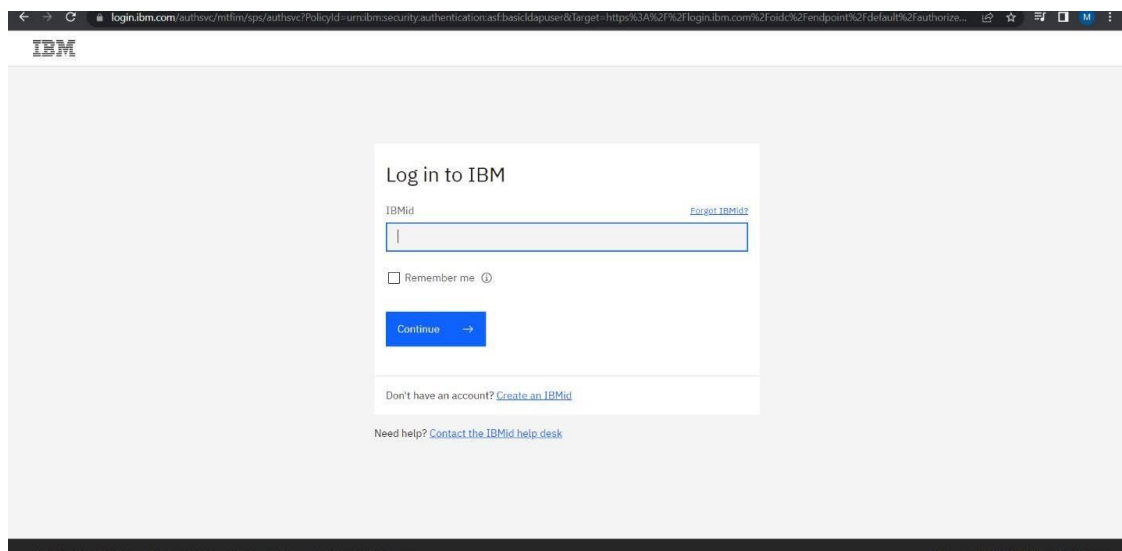 login.ibm.com/authsvc/mtfim/sps/authsvc?PolicyId=urn:ibm:security:authentication:asf:basicldapuser&Target=https%3A%2F%2Flogin.ibm.com%2Foidc%2Fendpoint%2Fdefault%2Fauthorize...
M
IBM
Log in to IBM
IBMid Forgot IBMid?
Remember me
Continue →
Don't have an account? Create an IBMid
Need help? Contact the IBMid help desk